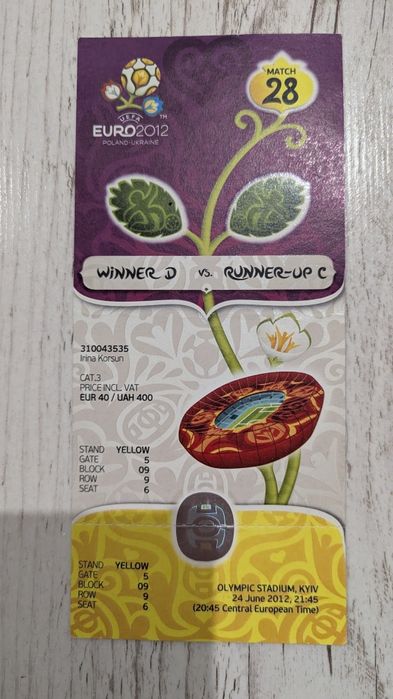 MATCH
28
UEFA
EURO2012™
POLAND-UKRAINE
WINNER D VS. RUNNER-UP C
310043535
Irina Korsun
CAT.3
PRICE INCL. VAT
EUR 40 / UAH 400
STAND YELLOW
GATE 5
BLOCK 09
ROW 9
SEAT 6
STAND YELLOW
GATE 5
BLOCK 09
ROW 9
SEAT 6
OLYMPIC STADIUM, KYIV
24 June 2012, 21:45
(20:45 Central European Time)